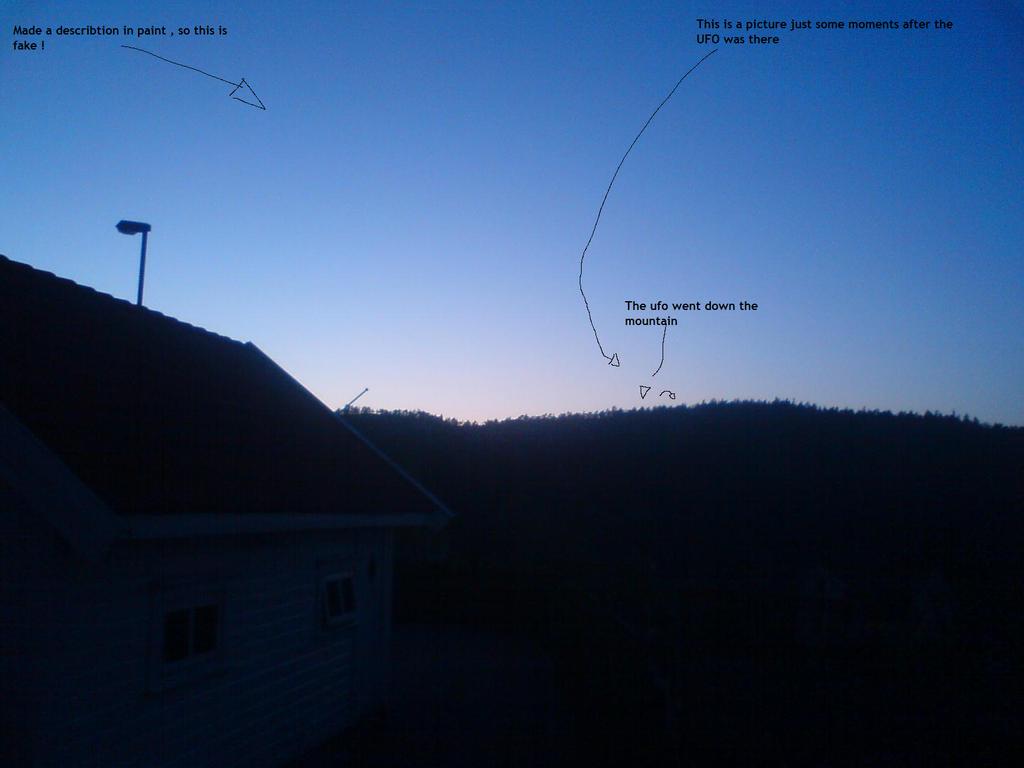 Made a describtion in paint , so this is
fake !
This is a picture just some moments after the
UFO was there
The ufo went down the
mountain